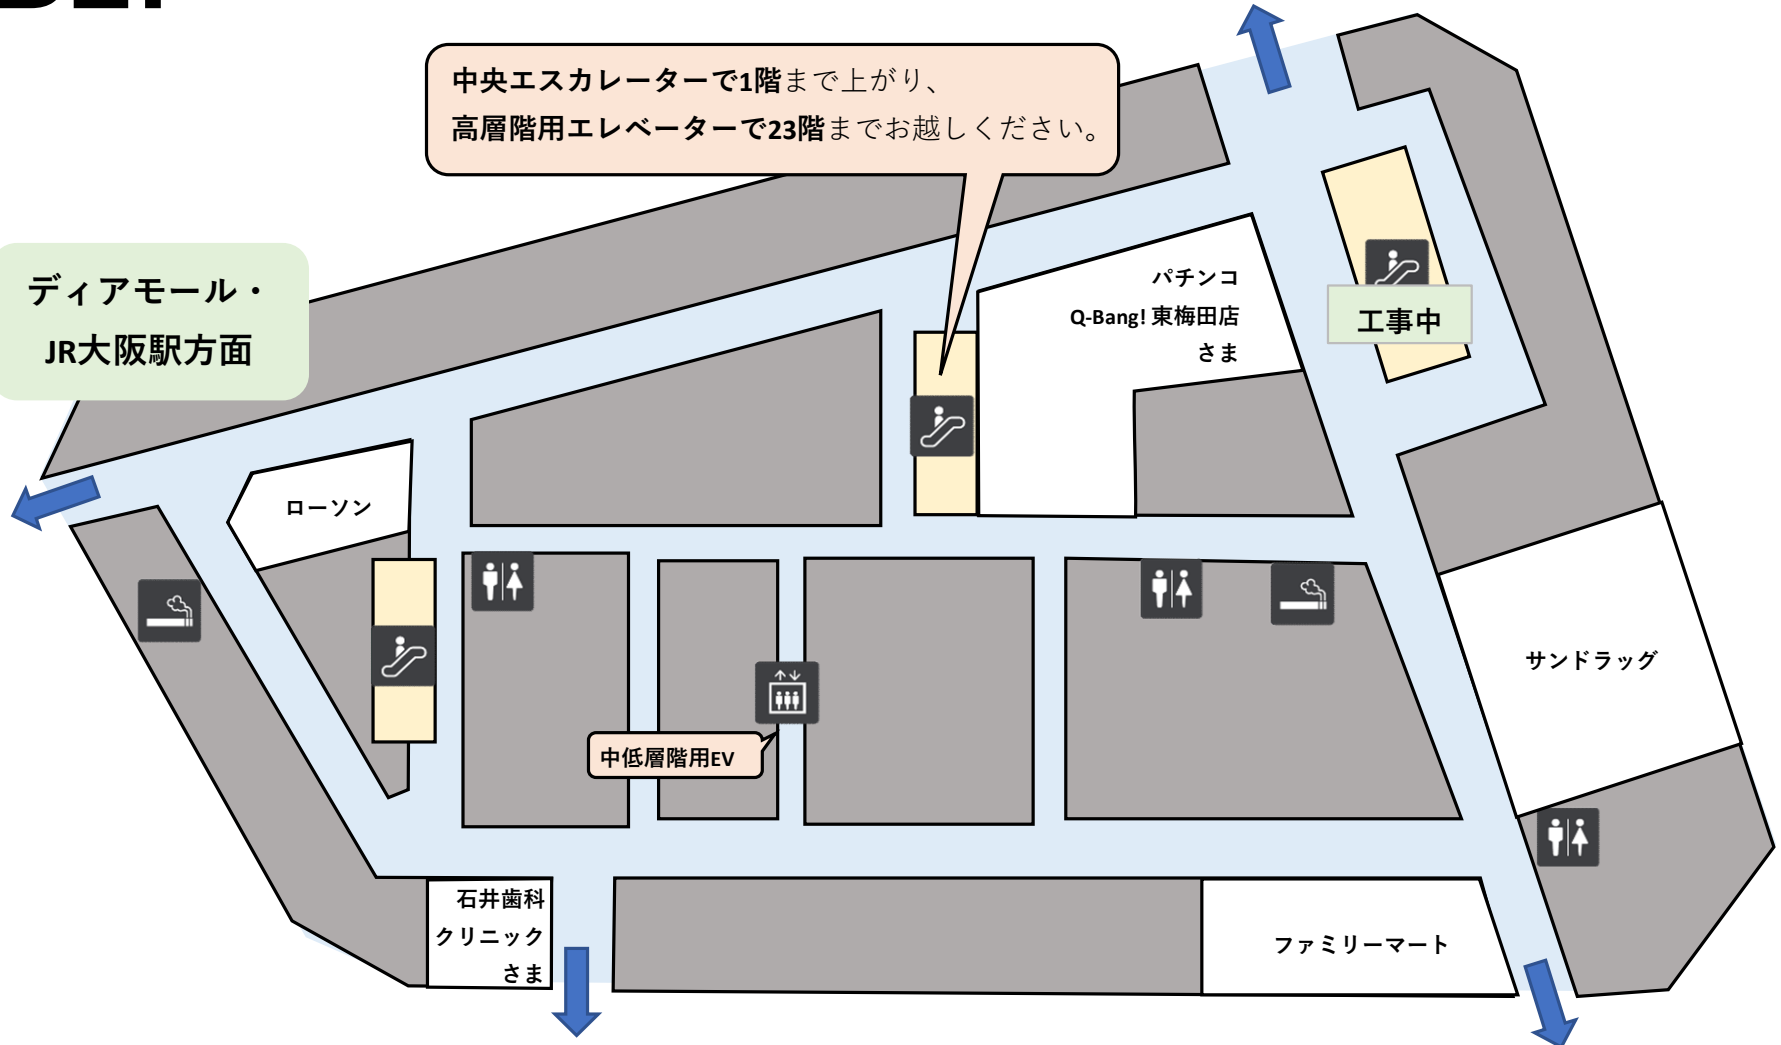 中央エスカレーターで1階まで上がり、
高層階用エレベーターで23階までお越しください。
ディアモール・
JR大阪駅方面
パチンコ
Q-Bang! 東梅田店
さま
工事中
ローソン
サンドラッグ
中低層階用EV
石井歯科
クリニック
さま
ファミリーマート